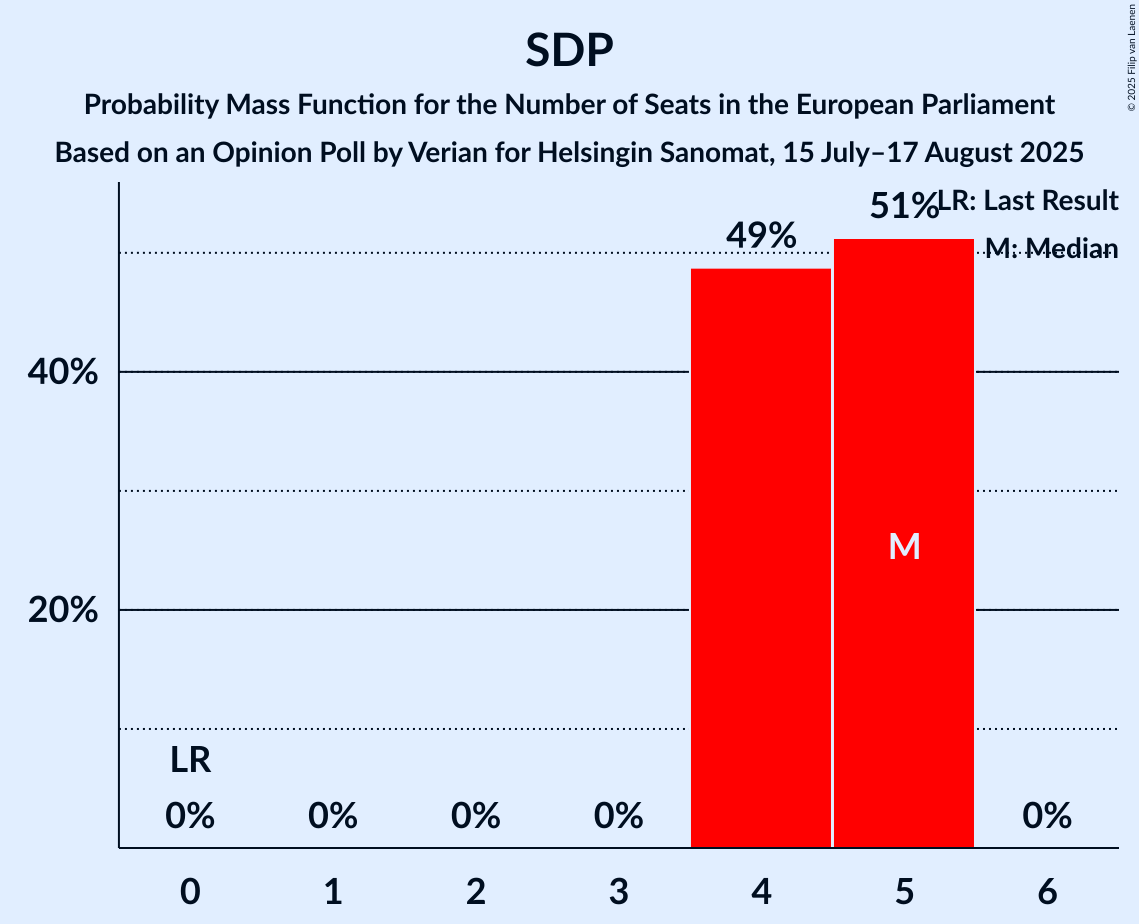 SDP
Probability Mass Function for the Number of Seats in the European Parliament
Based on an Opinion Poll by Verian for Helsingin Sanomat, 15 July–17 August 2025
© 2025 Filip van Laenen
LR: Last Result
M: Median
51%
49%
40%
20%
M
LR
0% 0% 0% 0% 0%
0 1 2 3 4 5 6